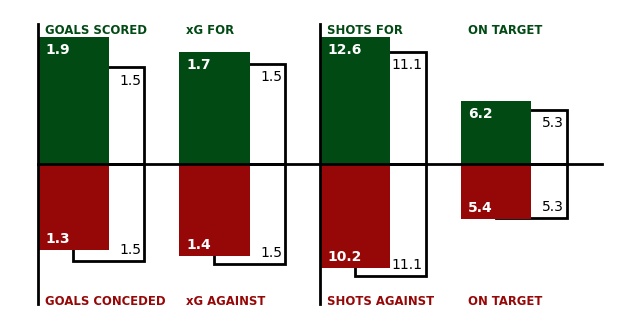 GOALS SCORED xG FOR SHOTS FOR ON TARGET
1.9 1.5 1.7 1.5 12.6 11.1 6.2 5.3
1.3 1.5 1.4 1.5 10.2 11.1 5.4 5.3
GOALS CONCEDED xG AGAINST SHOTS AGAINST ON TARGET